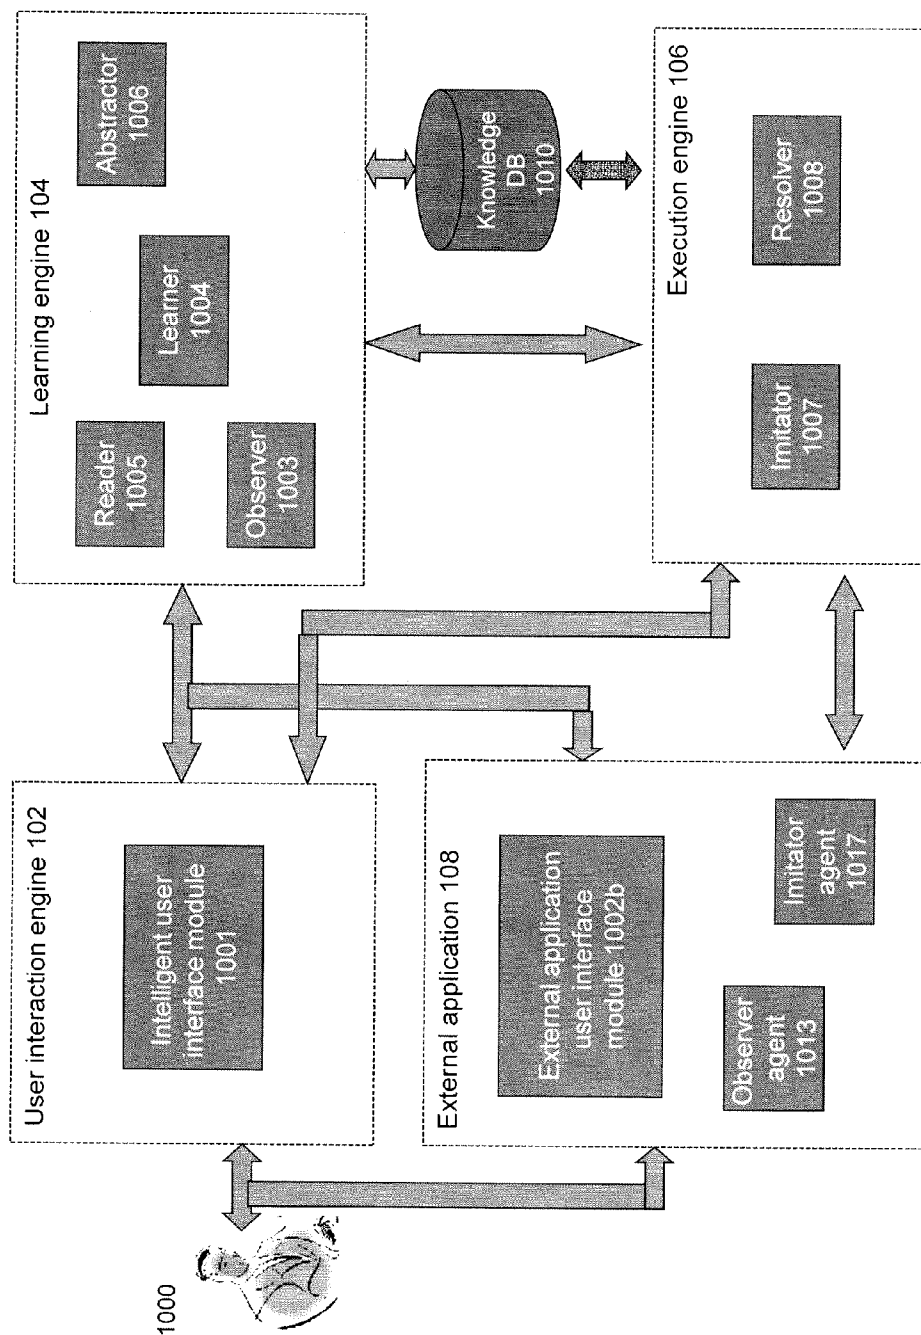 1000
User interaction engine 102
Intelligent user
interface module
1001
External application 108
External application
user interface
module 1002b
Observer
agent
1013
Imitator
agent
1017
Learning engine 104
Reader
1005
Observer
1003
Learner
1004
Abstractor
1006
Knowledge
DB
1010
Execution engine 106
Imitator
1007
Resolver
1008